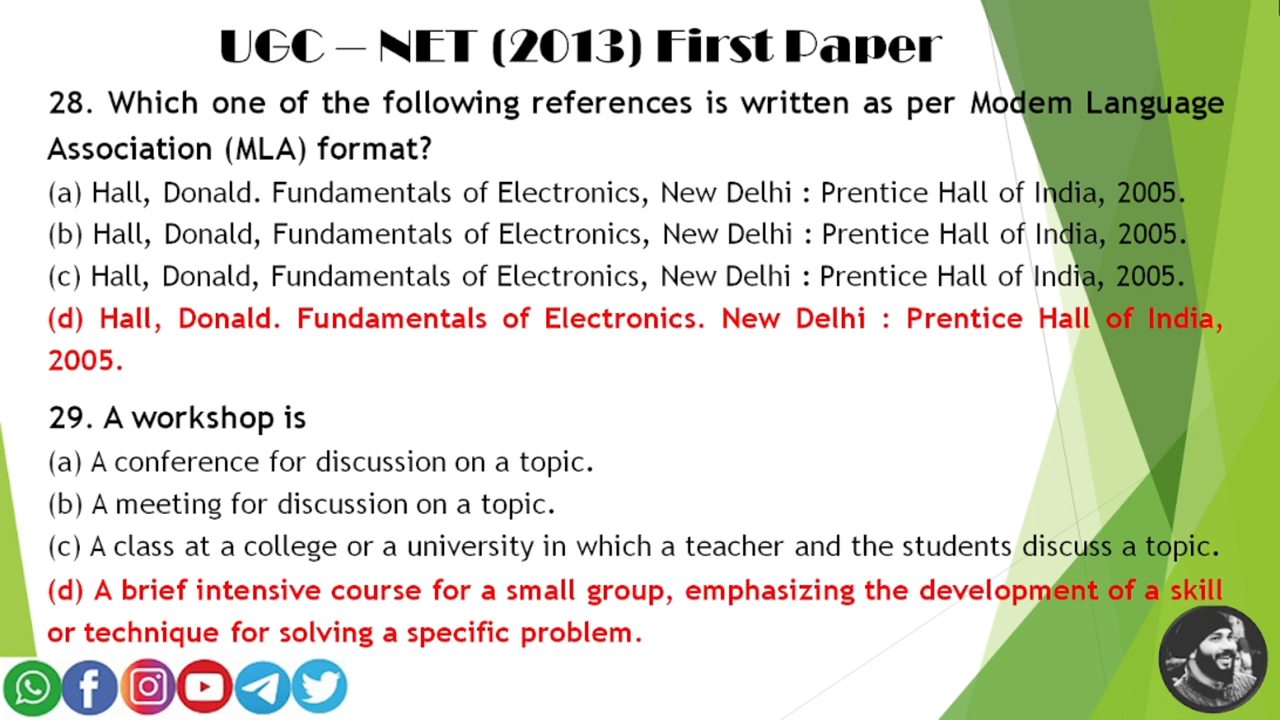 UGC – NET (2013) First Paper
28. Which one of the following references is written as per Modem Language
Association (MLA) format?
(a) Hall, Donald. Fundamentals of Electronics, New Delhi : Prentice Hall of India, 2005.
(b) Hall, Donald, Fundamentals of Electronics, New Delhi : Prentice Hall of India, 2005.
(c) Hall, Donald, Fundamentals of Electronics, New Delhi : Prentice Hall of India, 2005.
(d) Hall, Donald. Fundamentals of Electronics. New Delhi : Prentice Hall of India,
2005.
29. A workshop is
(a) A conference for discussion on a topic.
(b) A meeting for discussion on a topic.
(c) A class at a college or a university in which a teacher and the students discuss a topic.
(d) A brief intensive course for a small group, emphasizing the development of a skill
or technique for solving a specific problem.